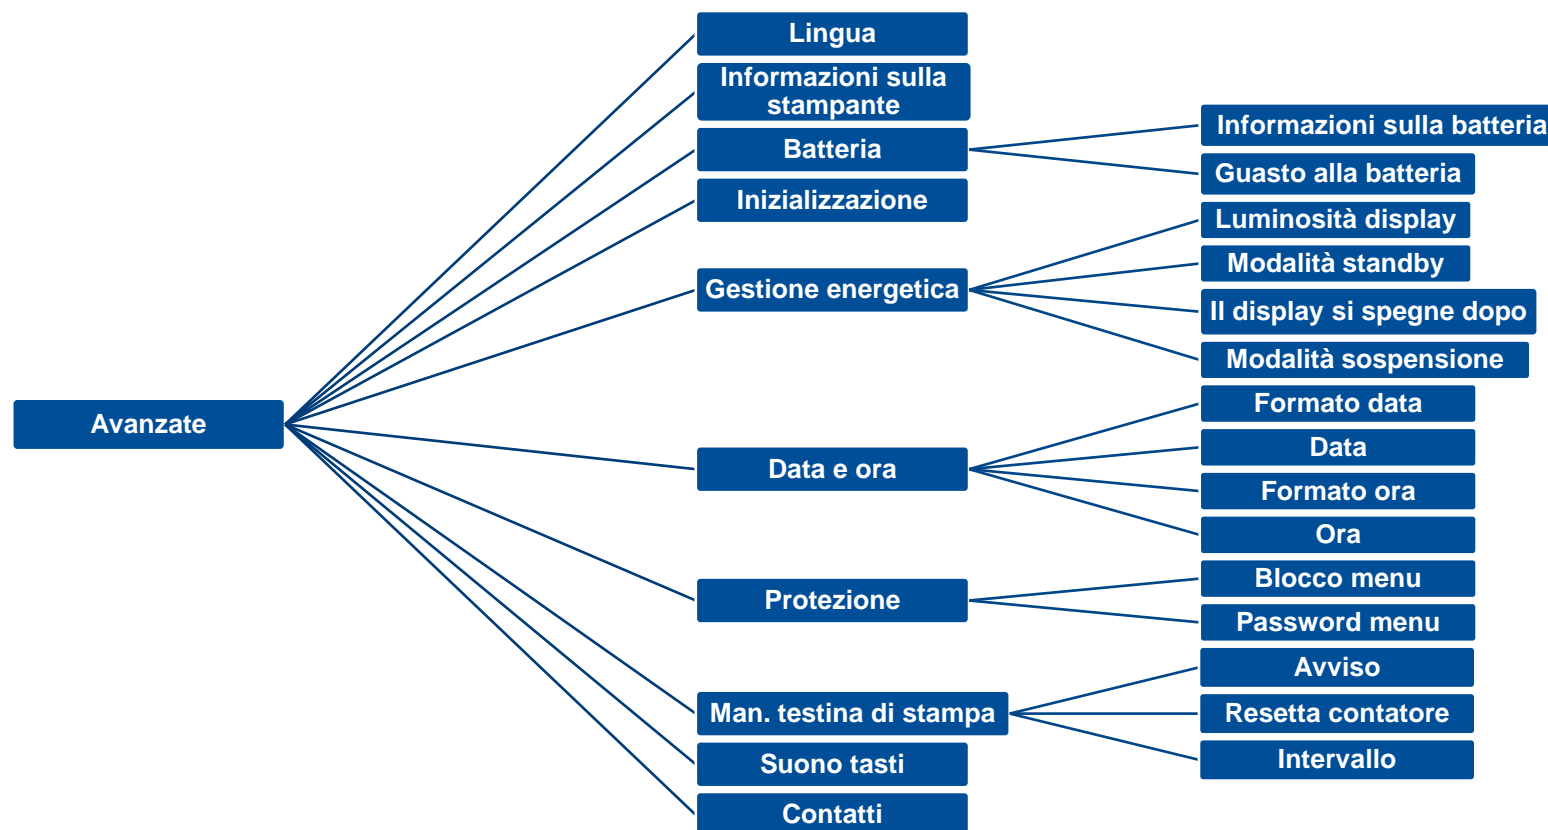 Avanzate
Lingua
Informazioni sulla
stampante
Batteria
Informazioni sulla batteria
Guasto alla batteria
Inizializzazione
Gestione energetica
Luminosità display
Modalità standby
Il display si spegne dopo
Modalità sospensione
Data e ora
Formato data
Data
Formato ora
Ora
Protezione
Blocco menu
Password menu
Man. testina di stampa
Avviso
Resetta contatore
Intervallo
Suono tasti
Contatti